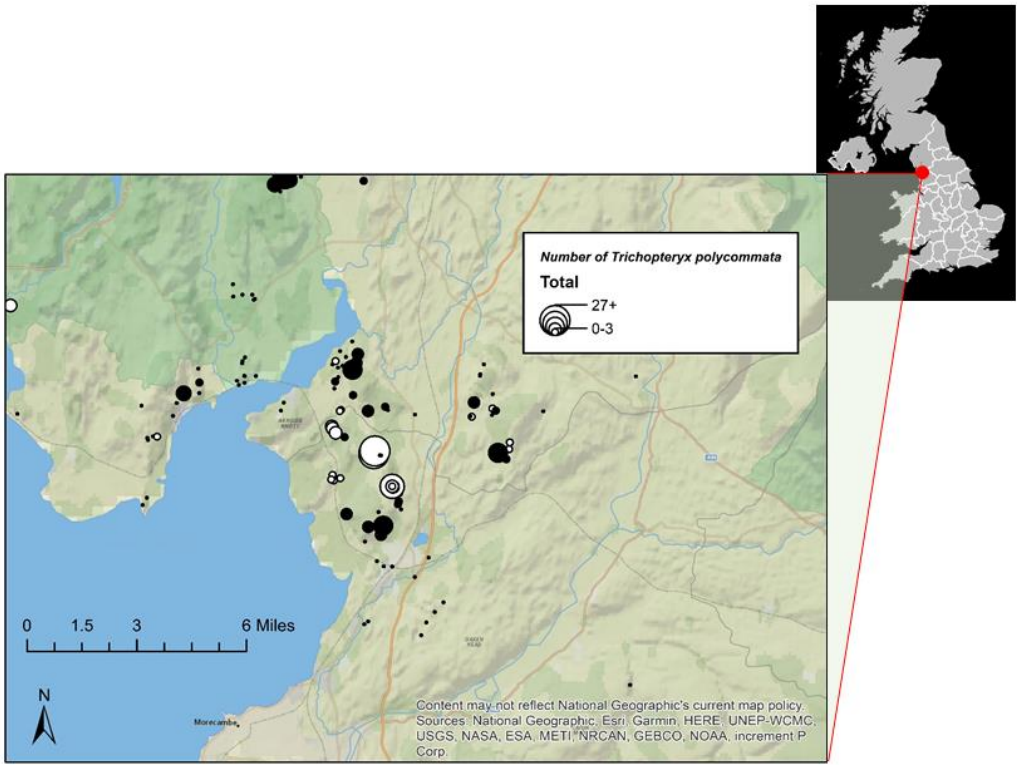 Number of Trichopteryx polycommata
Total
27+
0-3
ARNSIDE
KNOTT
0 1.5 3 6 Miles
N
Morecambe
Content may not reflect National Geographic's current map policy.
Sources: National Geographic, Esri, Garmin, HERE, UNEP-WCMC,
USGS, NASA, ESA, METI, NRCAN, GEBCO, NOAA, increment P
Corp.